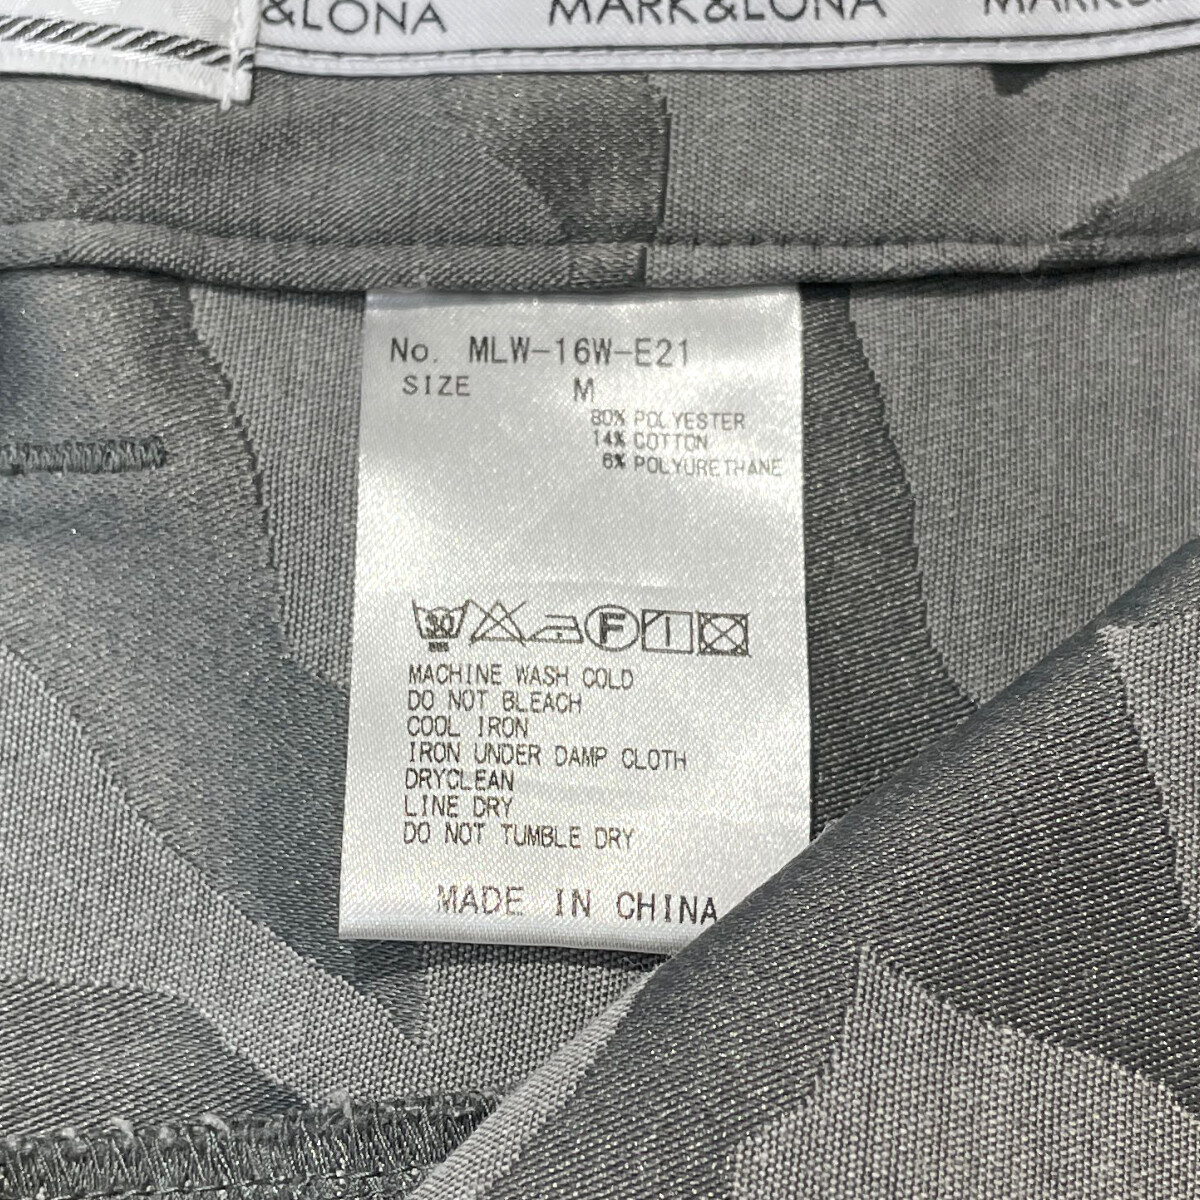 &LONA MARK&LONA
No. MLW-16W-E21
SIZE M
80% POLYESTER
14% COTTON
6% POLYURETHANE
30 F
MACHINE WASH COLD
DO NOT BLEACH
COOL IRON
IRON UNDER DAMP CLOTH
DRYCLEAN
LINE DRY
DO NOT TUMBLE DRY
MADE IN CHINA